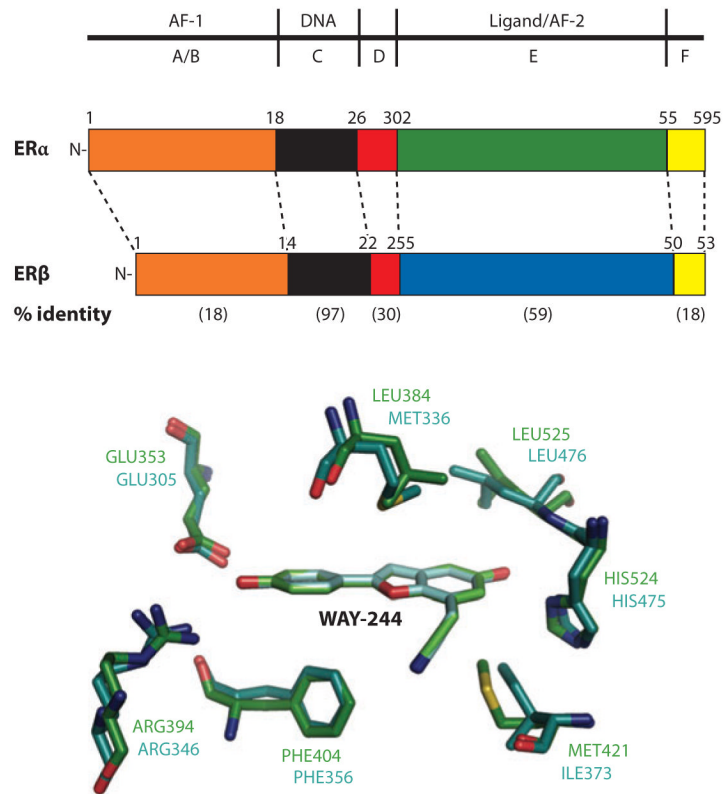 AF-1 DNA Ligand/AF-2
A/B C D E F
1 18 26 302 55 595
ERα N-
1 14 22 255 50 53
ERβ N-
% identity (18) (97) (30) (59) (18)
LEU384
MET336
LEU525
LEU476
GLU353
GLU305
HIS524
HIS475
WAY-244
ARG394
ARG346
PHE404
PHE356
MET421
ILE373